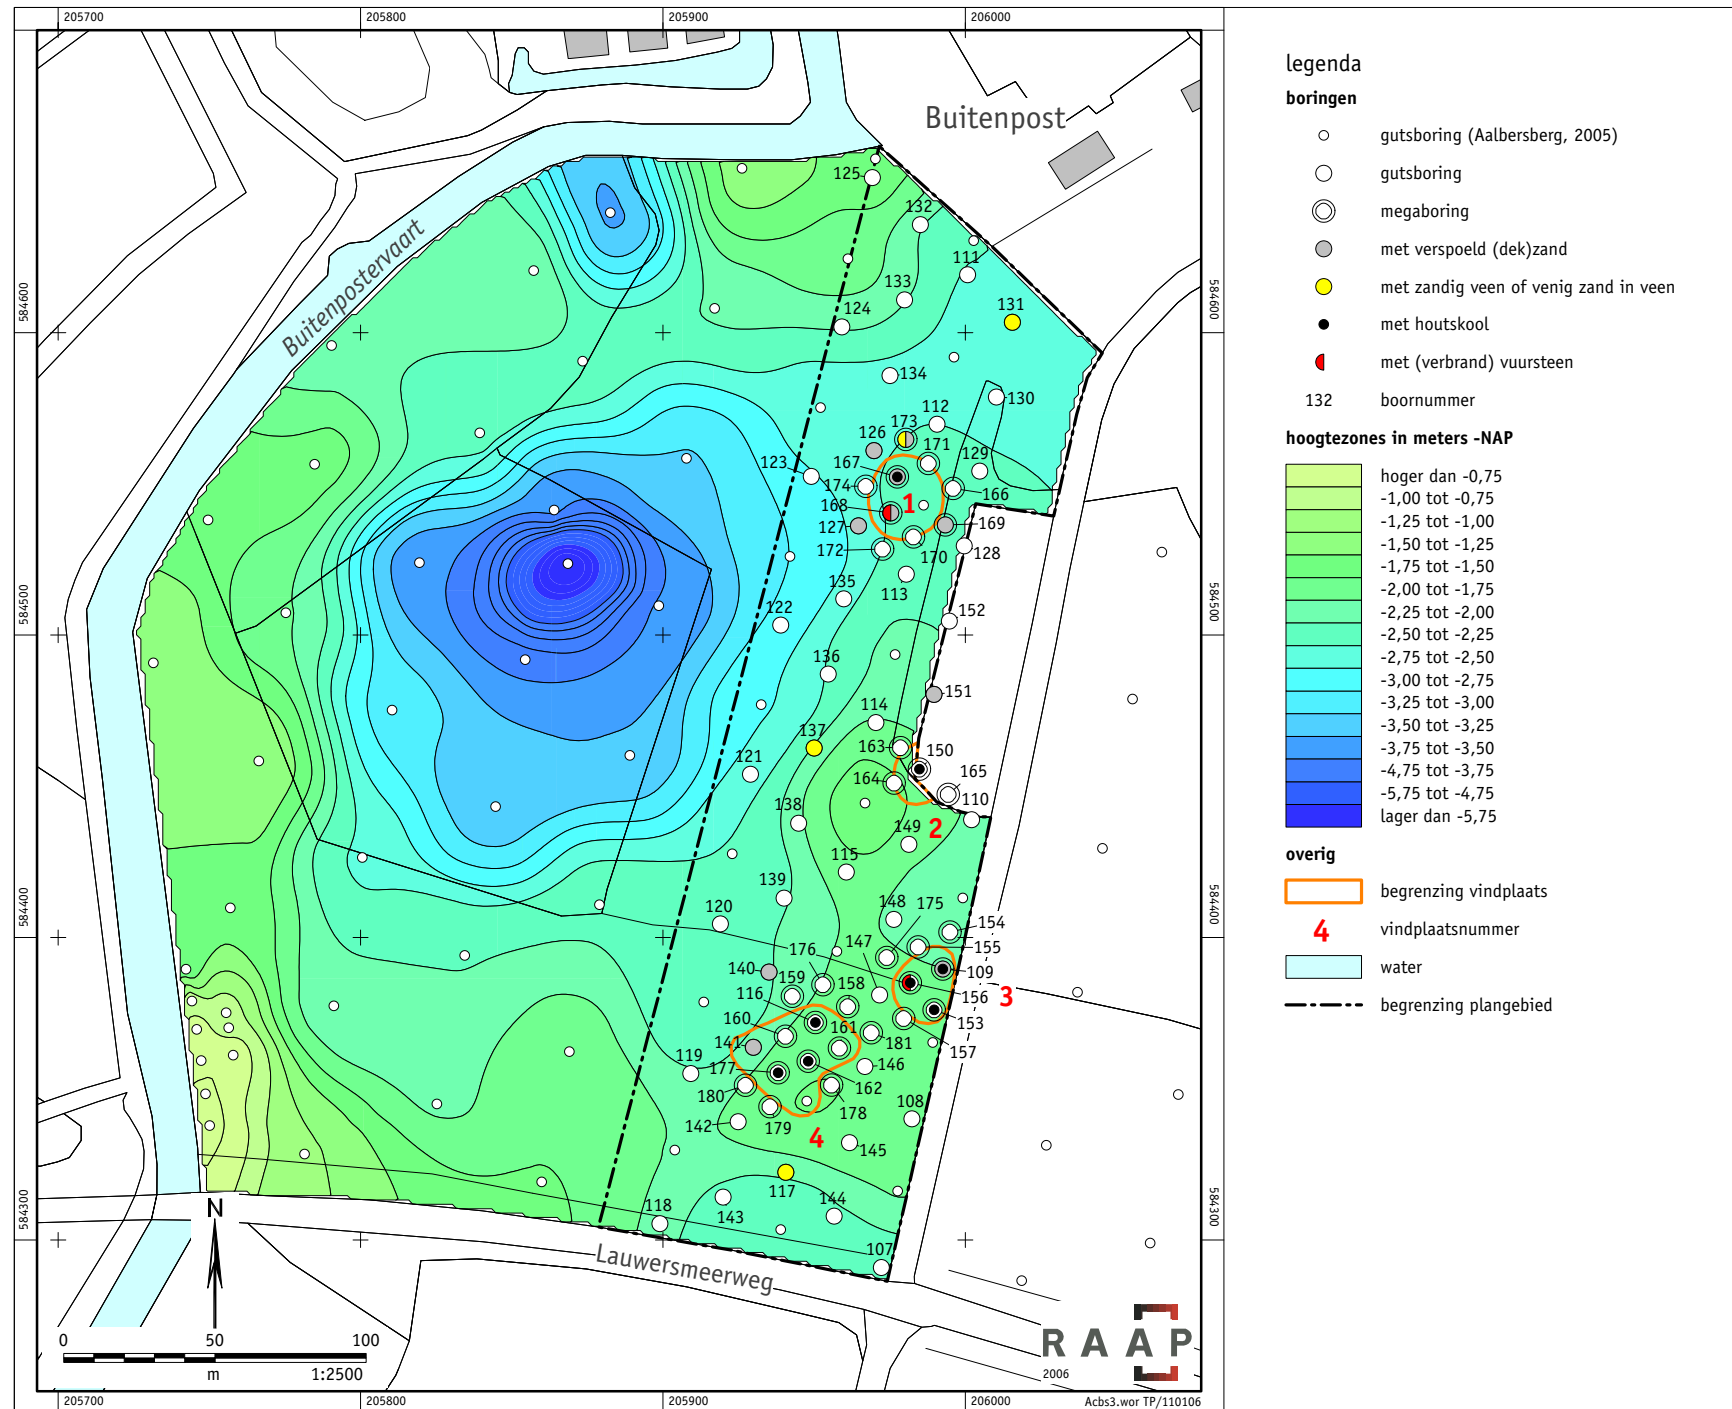 205700
205800
205900
206000
Buitenpost
Buitenpostervaart
584600
584600
584500
584500
584400
584400
584300
584300
125
132
111
133
124
131
134
130
112
173
126
171
129
167
123
174
166
168
1
127
169
172
170
128
135
113
122
152
136
151
114
137
163
150
121
164
165
110
138
2
149
115
139
148
175
120
154
147
176
155
140
109
159
158
156
3
116
153
160
161
141
181
157
119
177
146
162
180
178
108
142
179
4
145
117
118
143
144
107
Lauwersmeerweg
N
0
50
100
m
1:2500
RAAP
2006
205700
205800
205900
206000
Acbs3.wor TP/110106
legenda
boringen
gutsboring (Aalbersberg, 2005)
gutsboring
megaboring
met verspoeld (dek)zand
met zandig veen of venig zand in veen
met houtskool
met (verbrand) vuursteen
132 boornummer
hoogtezones in meters -NAP
hoger dan -0,75
-1,00 tot -0,75
-1,25 tot -1,00
-1,50 tot -1,25
-1,75 tot -1,50
-2,00 tot -1,75
-2,25 tot -2,00
-2,50 tot -2,25
-2,75 tot -2,50
-3,00 tot -2,75
-3,25 tot -3,00
-3,50 tot -3,25
-3,75 tot -3,50
-4,75 tot -3,75
-5,75 tot -4,75
lager dan -5,75
overig
begrenzing vindplaats
4 vindplaatsnummer
water
begrenzing plangebied